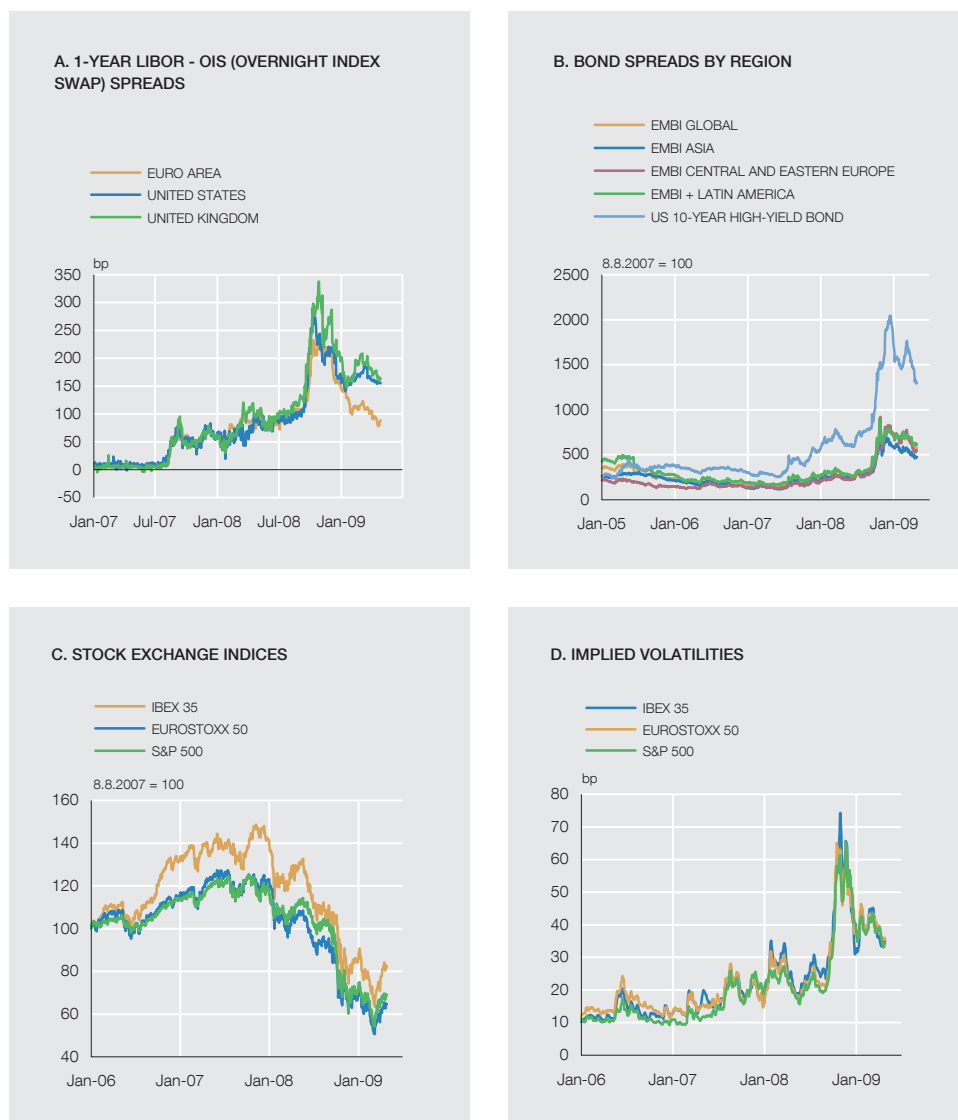 A. 1-YEAR LIBOR - OIS (OVERNIGHT INDEX
SWAP) SPREADS
EURO AREA
UNITED STATES
UNITED KINGDOM
bp
350
300
250
200
150
100
50
0
-50
Jan-07 Jul-07 Jan-08 Jul-08 Jan-09
B. BOND SPREADS BY REGION
EMBI GLOBAL
EMBI ASIA
EMBI CENTRAL AND EASTERN EUROPE
EMBI + LATIN AMERICA
US 10-YEAR HIGH-YIELD BOND
8.8.2007 = 100
2500
2000
1500
1000
500
0
Jan-05 Jan-06 Jan-07 Jan-08 Jan-09
C. STOCK EXCHANGE INDICES
IBEX 35
EUROSTOXX 50
S&P 500
8.8.2007 = 100
160
140
120
100
80
60
40
Jan-06 Jan-07 Jan-08 Jan-09
D. IMPLIED VOLATILITIES
IBEX 35
EUROSTOXX 50
S&P 500
bp
80
70
60
50
40
30
20
10
0
Jan-06 Jan-07 Jan-08 Jan-09